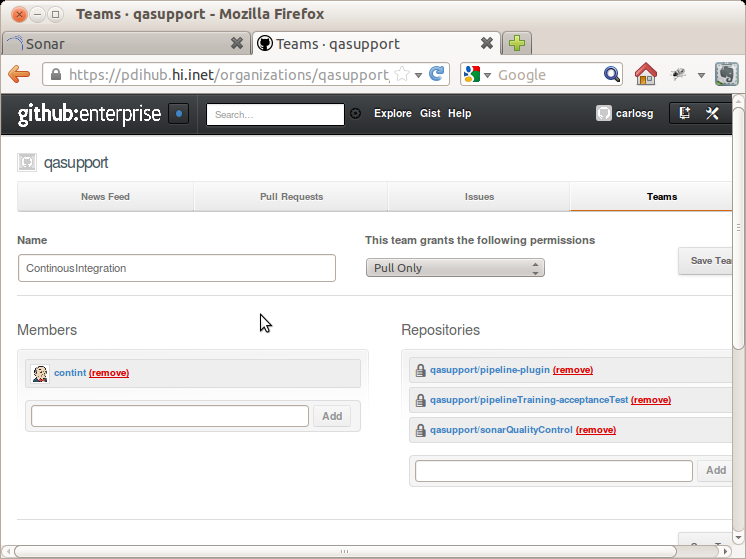 Teams · qasupport - Mozilla Firefox
Sonar
Teams · qasupport
https://pdihub.hi.inet/organizations/qasupport
Google
github:enterprise
Search...
Explore Gist Help
carlosg
qasupport
News Feed
Pull Requests
Issues
Teams
Name
This team grants the following permissions
ContinousIntegration
Pull Only
Save Tea
Members
Repositories
contint (remove)
qasupport/pipeline-plugin (remove)
qasupport/pipelineTraining-acceptanceTest (remove)
qasupport/sonarQualityControl (remove)
Add
Add